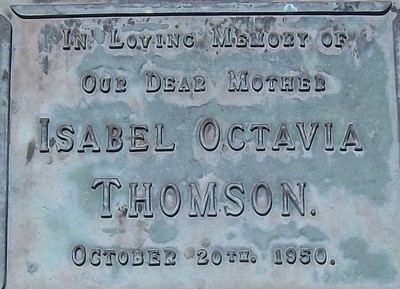 In Loving Memory of
Our Dear Mother
Isabel Octavia
Thomson.
October 20th. 1950.